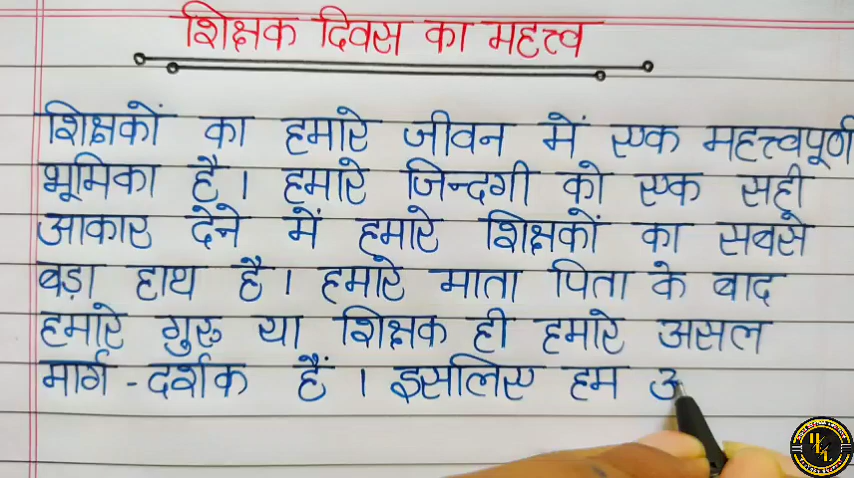 शिक्षक दिवस का महत्त्व
शिक्षकों का हमारे जीवन में एक महत्त्वपूर्ण
भूमिका है। हमारे जिन्दगी को एक सही
आकार देने में हमारे शिक्षकों का सबसे
बड़ा हाथ है। हमारे माता पिता के बाद
हमारे गुरु या शिक्षक ही हमारे असल
मार्ग-दर्शक हैं। इसलिए हम